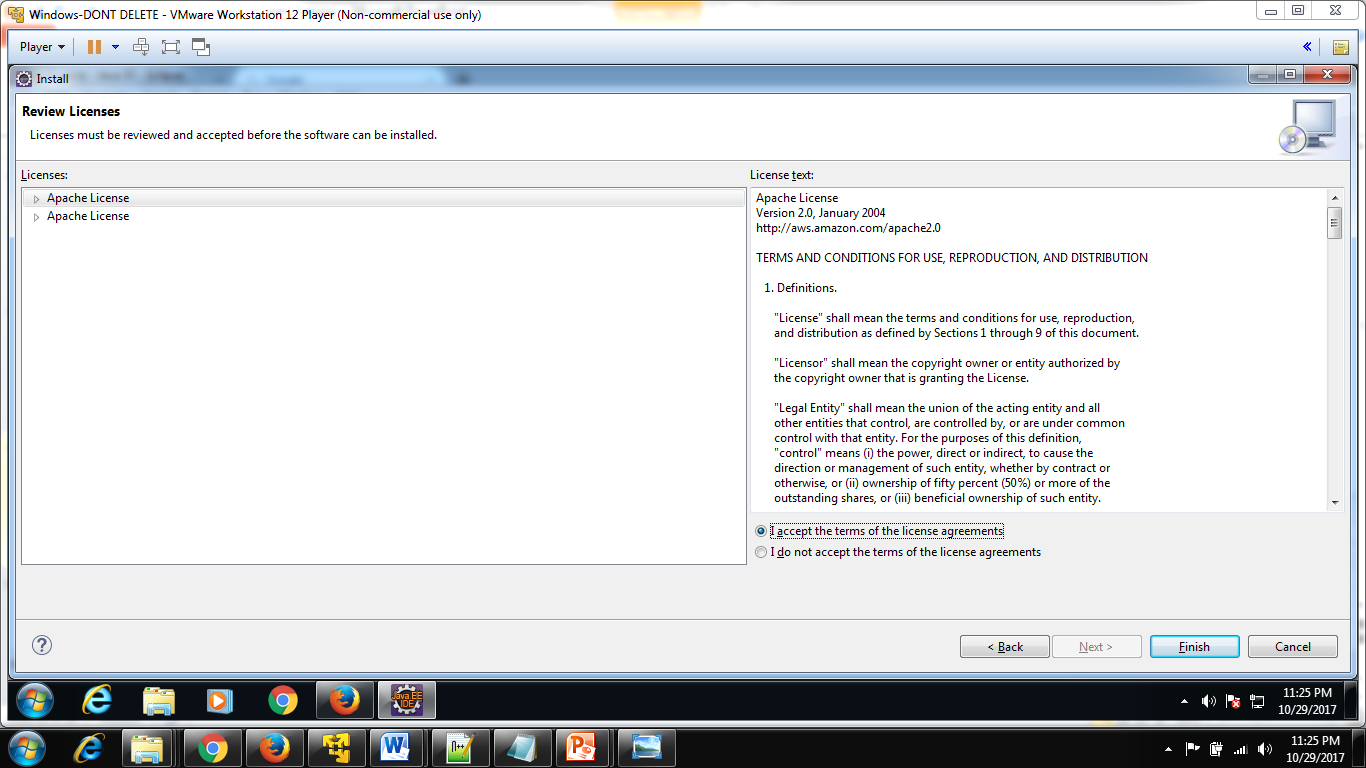 Windows-DONT DELETE - VMware Workstation 12 Player (Non-commercial use only)
Player
Install
Review Licenses
Licenses must be reviewed and accepted before the software can be installed.
Licenses:
Apache License
Apache License
License text:
Apache License
Version 2.0, January 2004
http://aws.amazon.com/apache2.0
TERMS AND CONDITIONS FOR USE, REPRODUCTION, AND DISTRIBUTION
1. Definitions.
"License" shall mean the terms and conditions for use, reproduction,
and distribution as defined by Sections 1 through 9 of this document.
"Licensor" shall mean the copyright owner or entity authorized by
the copyright owner that is granting the License.
"Legal Entity" shall mean the union of the acting entity and all
other entities that control, are controlled by, or are under common
control with that entity. For the purposes of this definition,
"control" means (i) the power, direct or indirect, to cause the
direction or management of such entity, whether by contract or
otherwise, or (ii) ownership of fifty percent (50%) or more of the
outstanding shares, or (iii) beneficial ownership of such entity.
I accept the terms of the license agreements
I do not accept the terms of the license agreements
< Back
Next >
Finish
Cancel
Java EE
IDE
11:25 PM
10/29/2017
11:25 PM
10/29/2017